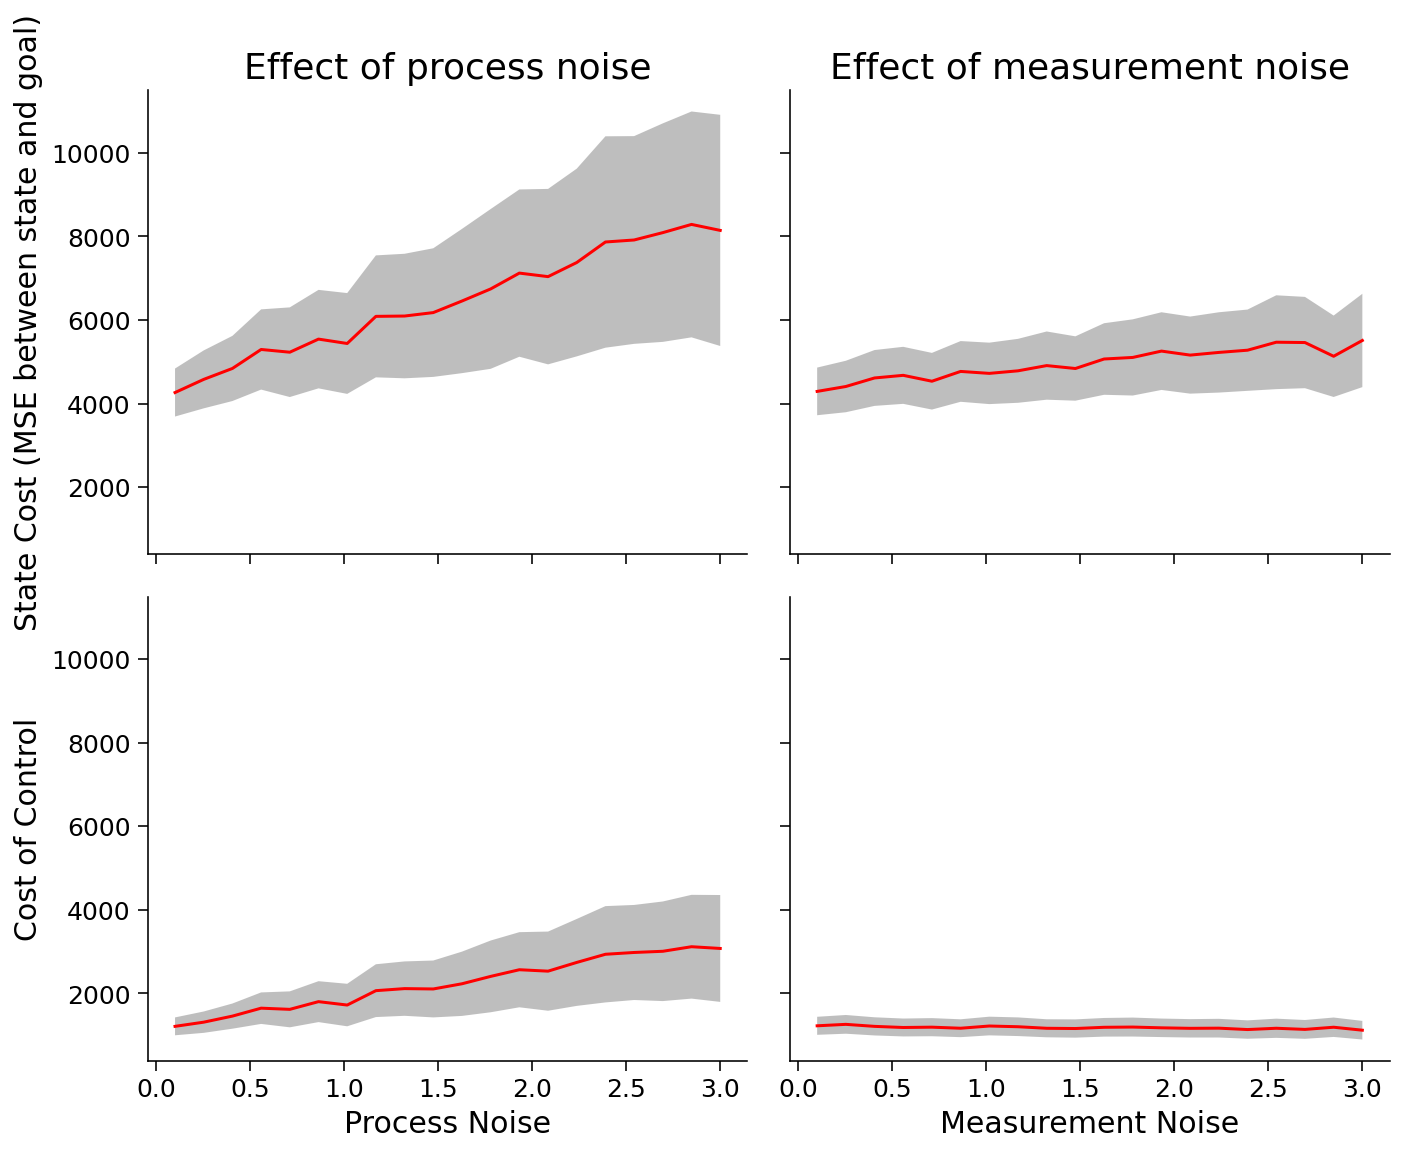 Effect of process noise
Effect of measurement noise
State Cost (MSE between state and goal)
10000
8000
6000
4000
2000
Cost of Control
10000
8000
6000
4000
2000
0.0 0.5 1.0 1.5 2.0 2.5 3.0
0.0 0.5 1.0 1.5 2.0 2.5 3.0
Process Noise
Measurement Noise